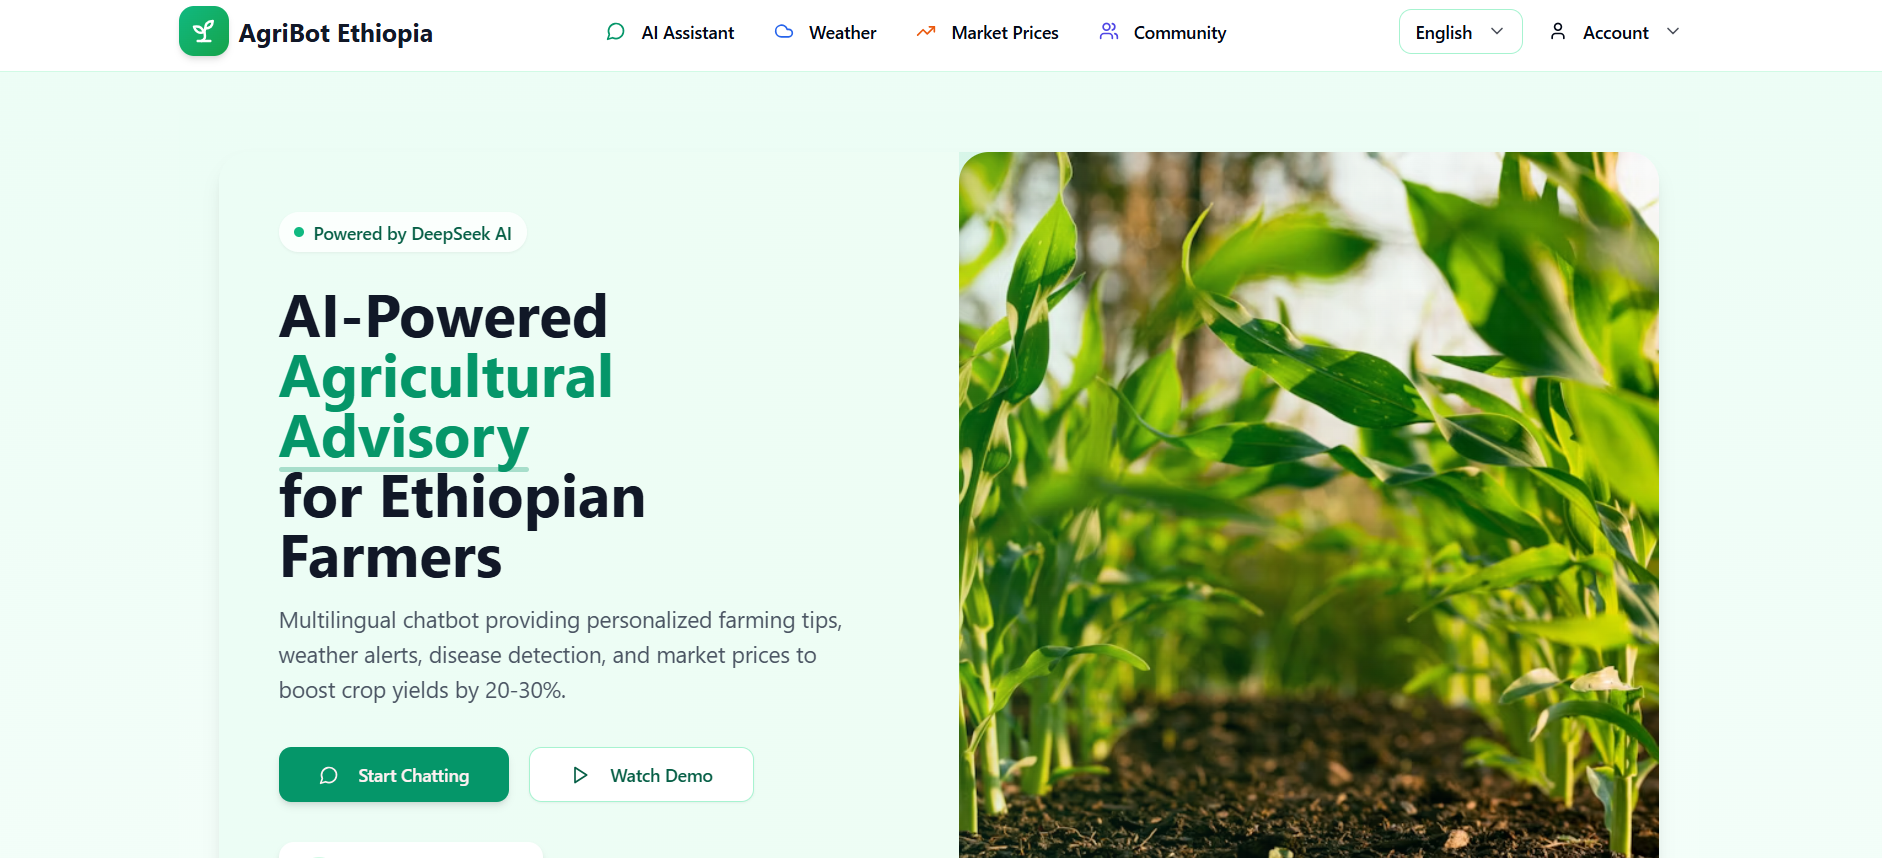 AgriBot Ethiopia
AI Assistant
Weather
Market Prices
Community
English
Account
Powered by DeepSeek AI
AI-Powered
Agricultural
Advisory
for Ethiopian
Farmers
Multilingual chatbot providing personalized farming tips,
weather alerts, disease detection, and market prices to
boost crop yields by 20-30%.
Start Chatting
Watch Demo